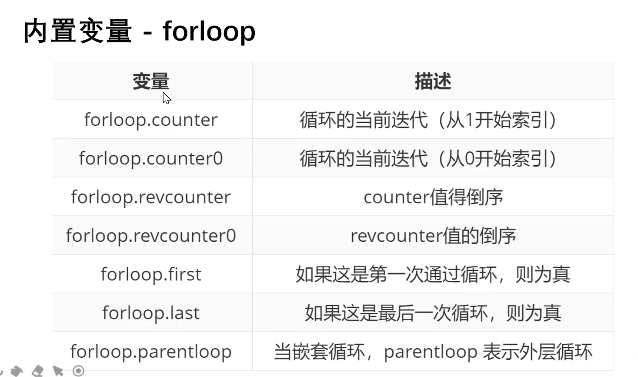 内置变量 - forloop
变量 描述
forloop.counter 循环的当前迭代（从1开始索引）
forloop.counter0 循环的当前迭代（从0开始索引）
forloop.revcounter counter值得倒序
forloop.revcounter0 revcounter值的倒序
forloop.first 如果这是第一次通过循环，则为真
forloop.last 如果这是最后一次循环，则为真
forloop.parentloop 当嵌套循环，parentloop 表示外层循环